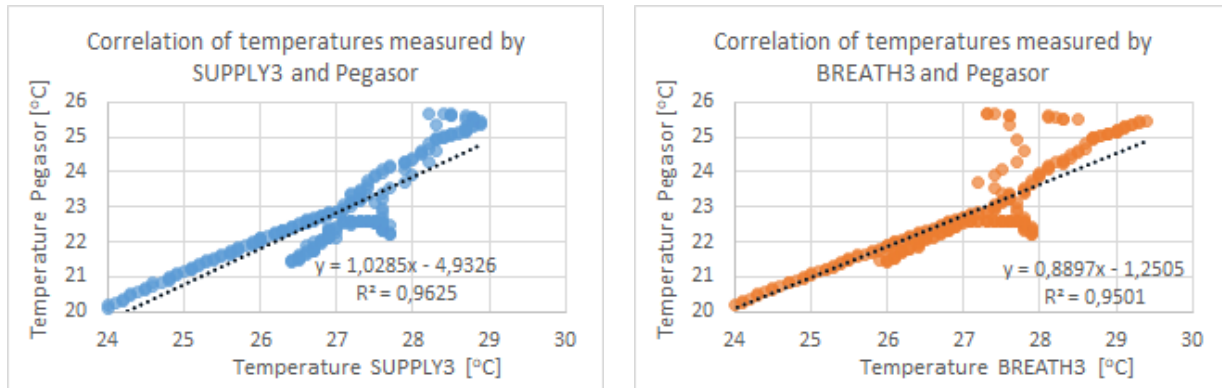 Correlation of temperatures measured by
SUPPLY3 and Pegasor
Temperature Pegasor [°C]
26
25
24
23
22
21
20
y = 1,0285x - 4,9326
R² = 0,9625
24 25 26 27 28 29 30
Temperature SUPPLY3 [°C]
Correlation of temperatures measured by
BREATH3 and Pegasor
Temperature Pegasor [°C]
26
25
24
23
22
21
20
y = 0,8897x - 1,2505
R² = 0,9501
24 25 26 27 28 29 30
Temperature BREATH3 [°C]